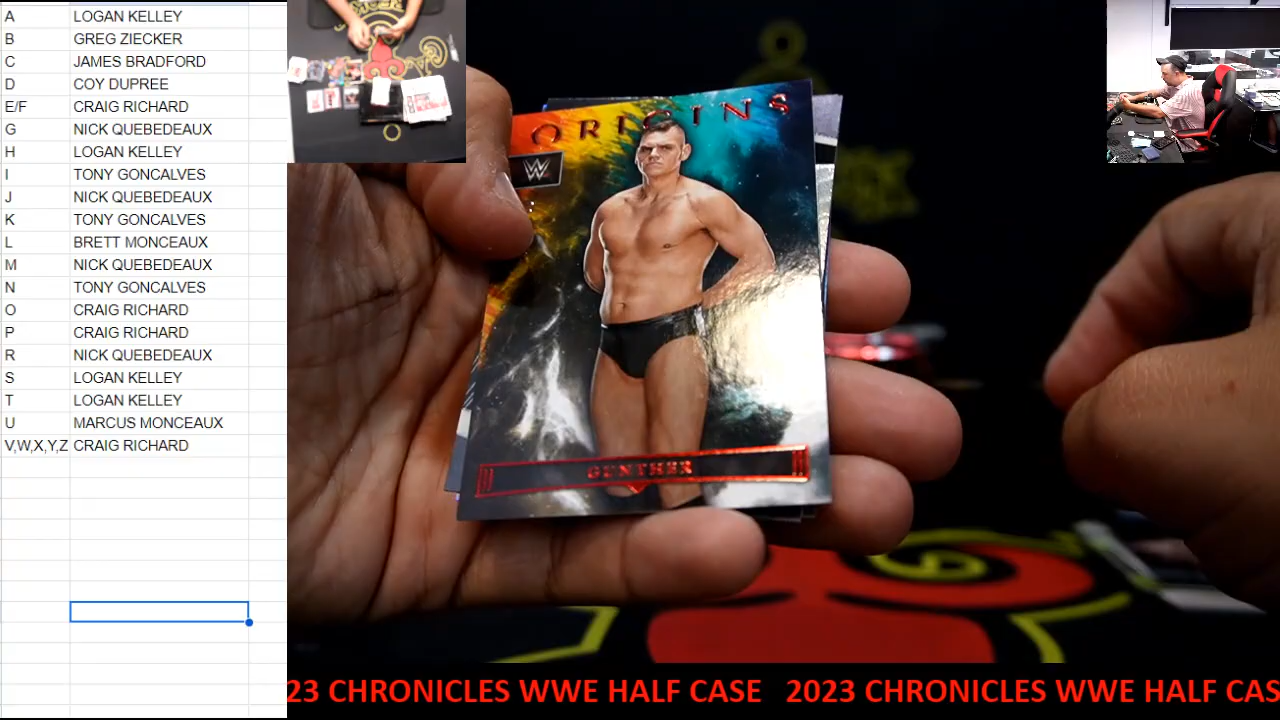 A LOGAN KELLEY
B GREG ZIECKER
C JAMES BRADFORD
D COY DUPREE
E/F CRAIG RICHARD
G NICK QUEBEDEAUX
H LOGAN KELLEY
I TONY GONCALVES
J NICK QUEBEDEAUX
K TONY GONCALVES
L BRETT MONCEAUX
M NICK QUEBEDEAUX
N TONY GONCALVES
O CRAIG RICHARD
P CRAIG RICHARD
R NICK QUEBEDEAUX
S LOGAN KELLEY
T LOGAN KELLEY
U MARCUS MONCEAUX
V,W,X,Y,Z CRAIG RICHARD
ORIGINS
W
GUNTHER
23 CHRONICLES WWE HALF CASE 2023 CHRONICLES WWE HALF CAS